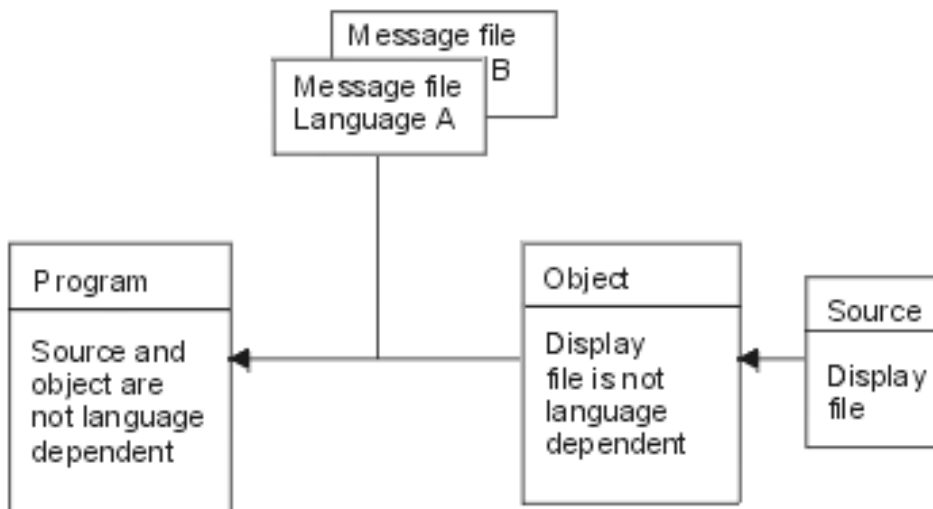 Message file
B
Message file
Language A
Program
Source and
object are
not language
dependent
Object
Display
file is not
language
dependent
Source
Display
file